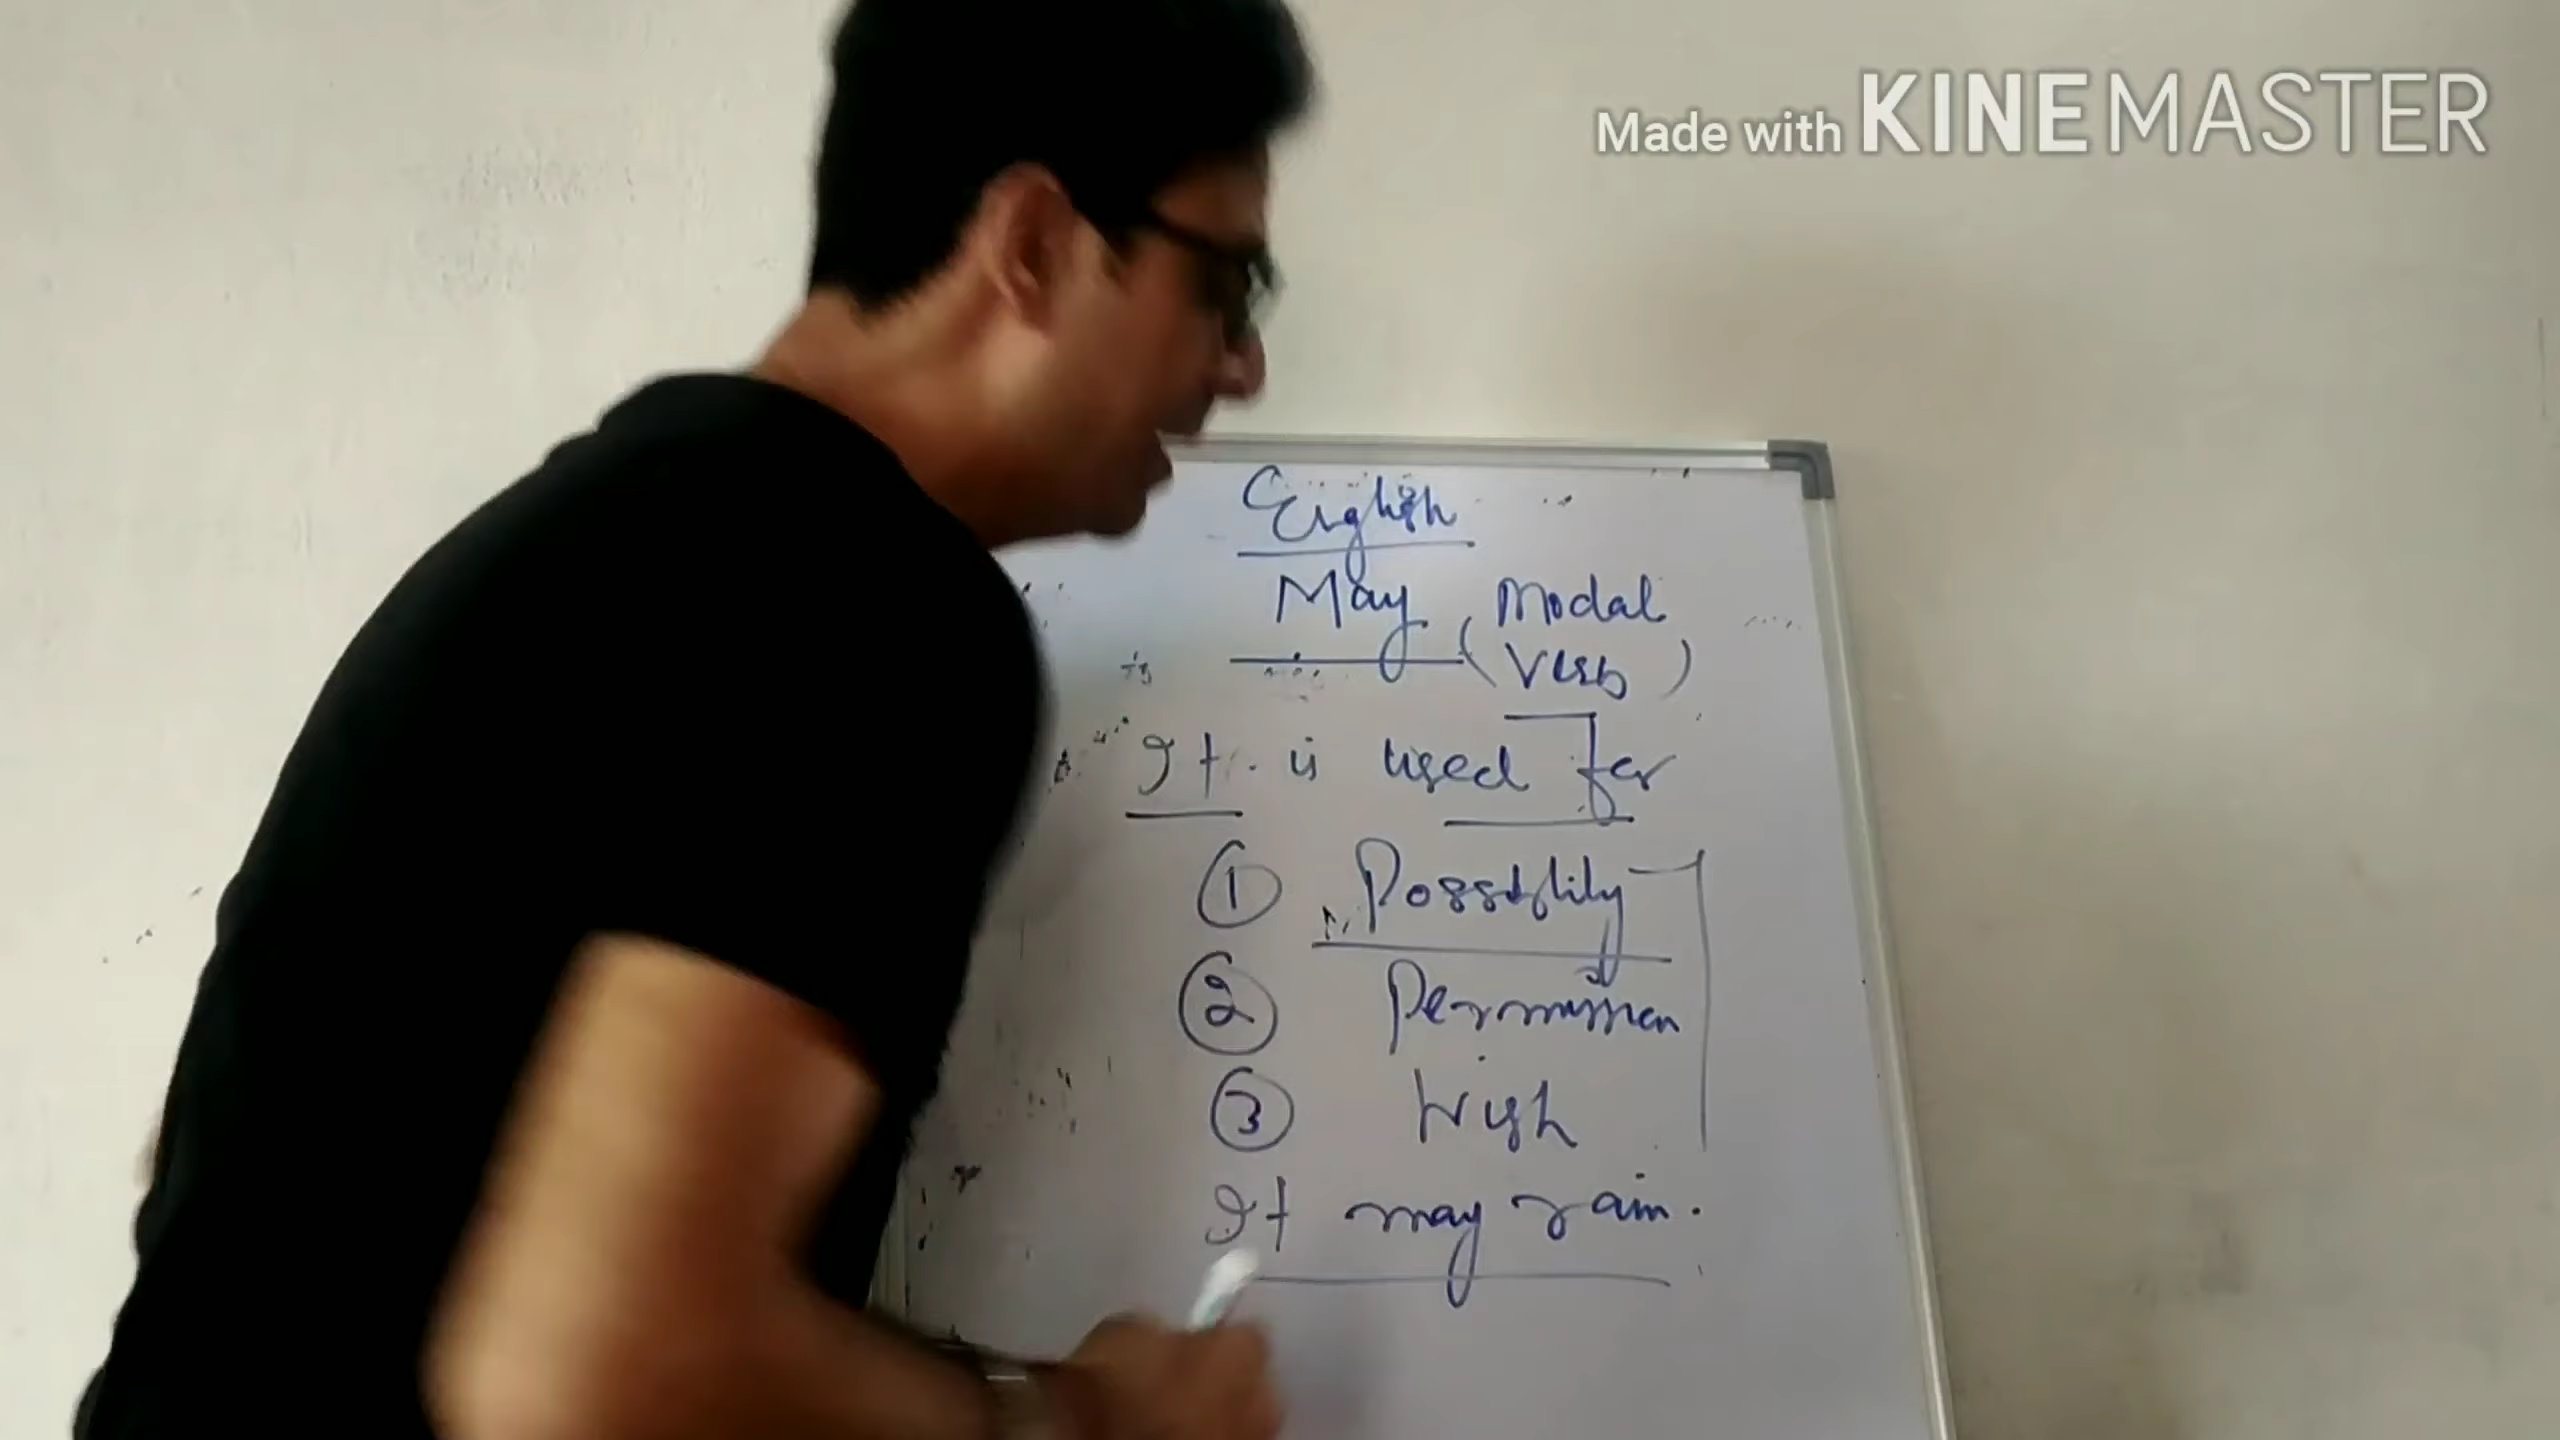 Made with KINEMASTER
English
May (Modal
Verb)
It is used for
① Possibility
② Permission
③ Wish
It may rain.